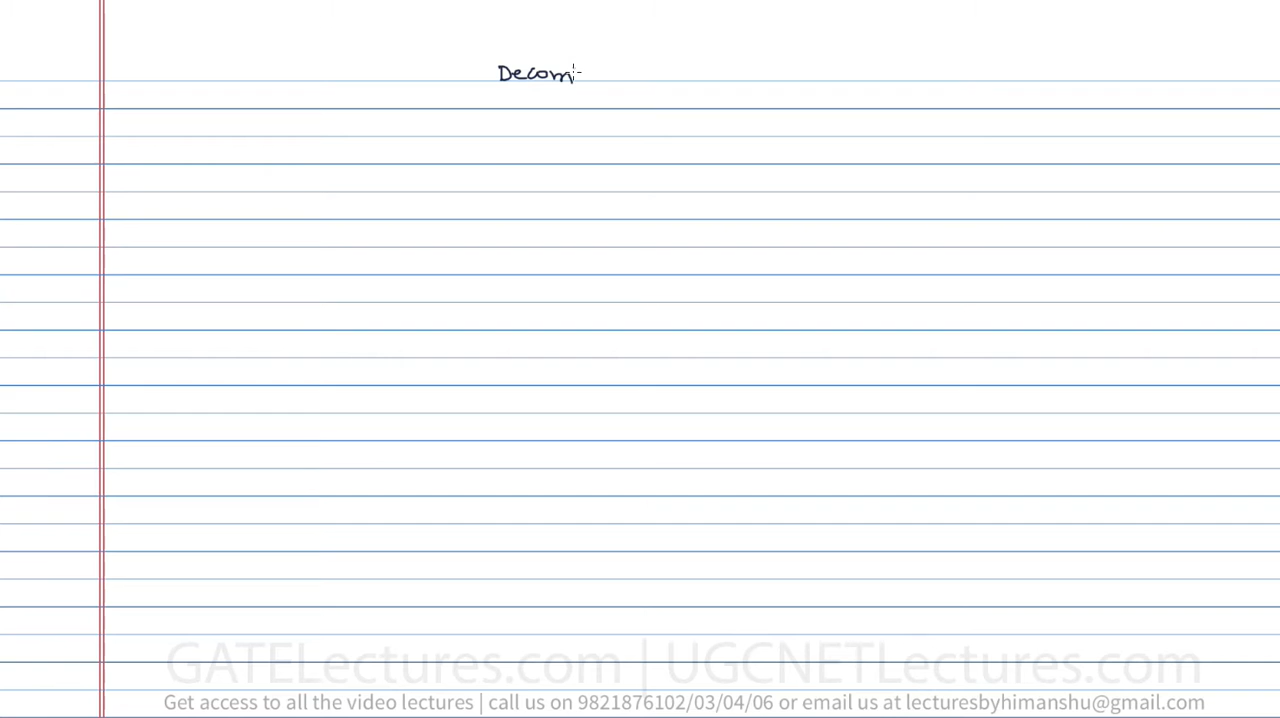 Decom
GATELectures.com | UGCNETLectures.com
Get access to all the video lectures | call us on 9821876102/03/04/06 or email us at lecturesbyhimanshu@gmail.com